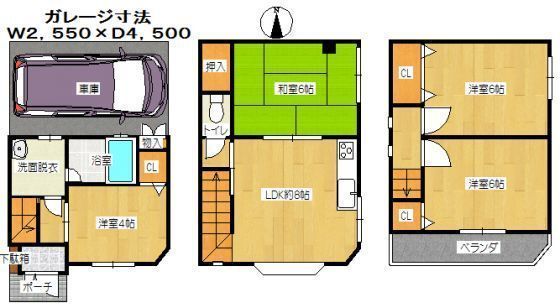 ガレージ寸法
W2,550×D4,500
車庫
物入
洗面脱衣
浴室
CL
洋室4帖
下駄箱
ポーチ
押入
和室6帖
トイレ
LDK約8帖
CL
洋室6帖
洋室6帖
CL
ベランダ